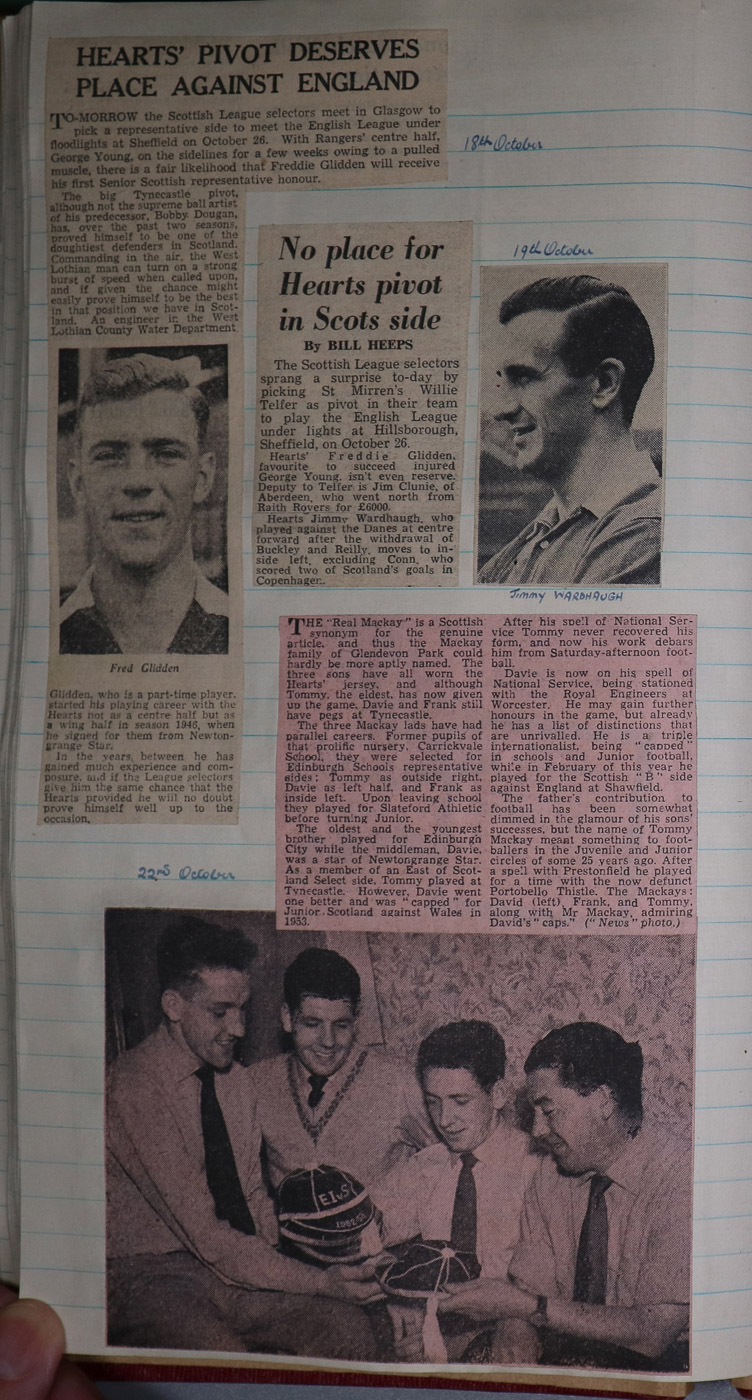 HEARTS' PIVOT DESERVES
PLACE AGAINST ENGLAND
TO-MORROW the Scottish League selectors meet in Glasgow to
pick a representative side to meet the English League under
floodlights at Sheffield on October 26. With Rangers' centre half,
George Young, on the sidelines for a few weeks owing to a pulled
muscle, there is a fair likelihood that Freddie Glidden will receive
his first Senior Scottish representative honour.
The big Tynecastle pivot,
although not the supreme ball artist
of his predecessor, Bobby Dougan,
has, over the past two seasons,
proved himself to be one of the
doughtiest defenders in Scotland.
Commanding in the air, the West
Lothian man can turn on a strong
burst of speed when called upon,
and if given the chance might
easily prove himself to be the best
in that position we have in Scot-
land. An engineer in the West
Lothian County Water Department
Fred Glidden
Glidden, who is a part-time player,
started his playing career with the
Hearts not as a centre half but as
a wing half in season 1946, when
he signed for them from Newton-
grange Star.
In the years between he has
gained much experience and com-
posure, and if the League selectors
give him the same chance that the
Hearts provided he will no doubt
prove himself well up to the
occasion.
18th October
No place for
Hearts pivot
in Scots side
By BILL HEEPS
The Scottish League selectors
sprang a surprise to-day by
picking St Mirren's Willie
Telfer as pivot in their team
to play the English League
under lights at Hillsborough,
Sheffield, on October 26.
Hearts' Freddie Glidden,
favourite to succeed injured
George Young, isn't even reserve.
Deputy to Telfer is Jim Clunie, of
Aberdeen, who went north from
Raith Rovers for £6000.
Hearts Jimmy Wardhaugh, who
played against the Danes at centre
forward after the withdrawal of
Buckley and Reilly, moves to in-
side left, excluding Conn, who
scored two of Scotland's goals in
Copenhagen.
19th October
Jimmy WARDHAUGH
THE "Real Mackay" is a Scottish
synonym for the genuine
article, and thus the Mackay
family of Glendevon Park could
hardly be more aptly named. The
three sons have all worn the
Hearts' jersey, and although
Tommy, the eldest, has now given
up the game, Davie and Frank still
have pegs at Tynecastle.
The three Mackay lads have had
parallel careers. Former pupils of
that prolific nursery, Carrickvale
School, they were selected for
Edinburgh Schools representative
sides: Tommy as outside right,
Davie as left half, and Frank as
inside left. Upon leaving school
they played for Slateford Athletic
before turning Junior.
The oldest and the youngest
brother played for Edinburgh
City while the middleman, Davie,
was a star of Newtongrange Star.
As a member of an East of Scot-
land Select side, Tommy played at
Tynecastle. However, Davie went
one better and was "capped" for
Junior Scotland against Wales in
1953.
After his spell of National Ser-
vice Tommy never recovered his
form, and now his work debars
him from Saturday-afternoon foot-
ball.
Davie is now on his spell of
National Service, being stationed
with the Royal Engineers at
Worcester. He may gain further
honours in the game, but already
he has a list of distinctions that
are unrivalled. He is a triple
internationalist, being "capped"
in schools and Junior football,
while in February of this year he
played for the Scottish "B" side
against England at Shawfield.
The father's contribution to
football has been somewhat
dimmed in the glamour of his sons'
successes, but the name of Tommy
Mackay meant something to foot-
ballers in the Juvenile and Junior
circles of some 25 years ago. After
a spell with Prestonfield he played
for a time with the now defunct
Portobello Thistle. The Mackays:
David (left), Frank, and Tommy,
along with Mr Mackay, admiring
David's "caps." ("News" photo.)
22nd October
E.I.v.S.